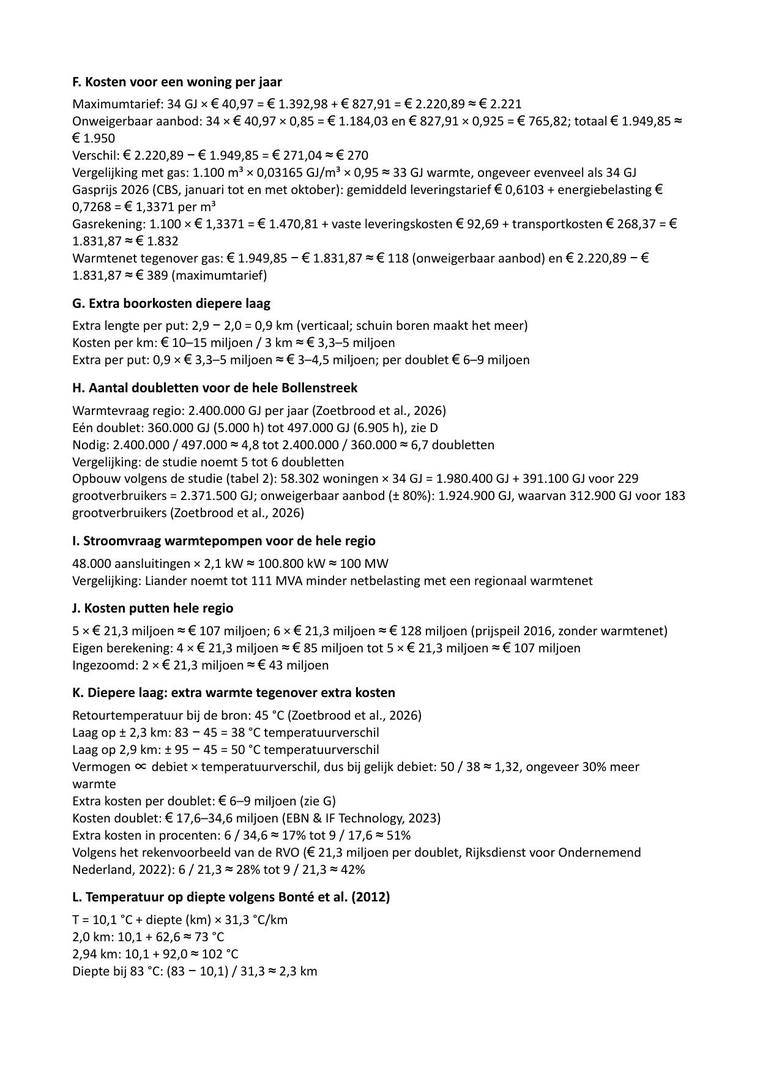 F. Kosten voor een woning per jaar
Maximumtarief: 34 GJ × € 40,97 = € 1.392,98 + € 827,91 = € 2.220,89 ≈ € 2.221
Onweigerbaar aanbod: 34 × € 40,97 × 0,85 = € 1.184,03 en € 827,91 × 0,925 = € 765,82; totaal € 1.949,85 ≈
€ 1.950
Verschil: € 2.220,89 − € 1.949,85 = € 271,04 ≈ € 270
Vergelijking met gas: 1.100 m³ × 0,03165 GJ/m³ × 0,95 ≈ 33 GJ warmte, ongeveer evenveel als 34 GJ
Gasprijs 2026 (CBS, januari tot en met oktober): gemiddeld leveringstarief € 0,6103 + energiebelasting €
0,7268 = € 1,3371 per m³
Gasrekening: 1.100 × € 1,3371 = € 1.470,81 + vaste leveringskosten € 92,69 + transportkosten € 268,37 = €
1.831,87 ≈ € 1.832
Warmtenet tegenover gas: € 1.949,85 − € 1.831,87 ≈ € 118 (onweigerbaar aanbod) en € 2.220,89 − €
1.831,87 ≈ € 389 (maximumtarief)
G. Extra boorkosten diepere laag
Extra lengte per put: 2,9 − 2,0 = 0,9 km (verticaal; schuin boren maakt het meer)
Kosten per km: € 10–15 miljoen / 3 km ≈ € 3,3–5 miljoen
Extra per put: 0,9 × € 3,3–5 miljoen ≈ € 3–4,5 miljoen; per doublet € 6–9 miljoen
H. Aantal doubletten voor de hele Bollenstreek
Warmtevraag regio: 2.400.000 GJ per jaar (Zoetbrood et al., 2026)
Eén doublet: 360.000 GJ (5.000 h) tot 497.000 GJ (6.905 h), zie D
Nodig: 2.400.000 / 497.000 ≈ 4,8 tot 2.400.000 / 360.000 ≈ 6,7 doubletten
Vergelijking: de studie noemt 5 tot 6 doubletten
Opbouw volgens de studie (tabel 2): 58.302 woningen × 34 GJ = 1.980.400 GJ + 391.100 GJ voor 229
grootverbruikers = 2.371.500 GJ; onweigerbaar aanbod (± 80%): 1.924.900 GJ, waarvan 312.900 GJ voor 183
grootverbruikers (Zoetbrood et al., 2026)
I. Stroomvraag warmtepompen voor de hele regio
48.000 aansluitingen × 2,1 kW ≈ 100.800 kW ≈ 100 MW
Vergelijking: Liander noemt tot 111 MVA minder netbelasting met een regionaal warmtenet
J. Kosten putten hele regio
5 × € 21,3 miljoen ≈ € 107 miljoen; 6 × € 21,3 miljoen ≈ € 128 miljoen (prijspeil 2016, zonder warmtenet)
Eigen berekening: 4 × € 21,3 miljoen ≈ € 85 miljoen tot 5 × € 21,3 miljoen ≈ € 107 miljoen
Ingezoomd: 2 × € 21,3 miljoen ≈ € 43 miljoen
K. Diepere laag: extra warmte tegenover extra kosten
Retourtemperatuur bij de bron: 45 °C (Zoetbrood et al., 2026)
Laag op ± 2,3 km: 83 − 45 = 38 °C temperatuurverschil
Laag op 2,9 km: ± 95 − 45 = 50 °C temperatuurverschil
Vermogen ∝ debiet × temperatuurverschil, dus bij gelijk debiet: 50 / 38 ≈ 1,32, ongeveer 30% meer
warmte
Extra kosten per doublet: € 6–9 miljoen (zie G)
Kosten doublet: € 17,6–34,6 miljoen (EBN & IF Technology, 2023)
Extra kosten in procenten: 6 / 34,6 ≈ 17% tot 9 / 17,6 ≈ 51%
Volgens het rekenvoorbeeld van de RVO (€ 21,3 miljoen per doublet, Rijksdienst voor Ondernemend
Nederland, 2022): 6 / 21,3 ≈ 28% tot 9 / 21,3 ≈ 42%
L. Temperatuur op diepte volgens Bonté et al. (2012)
T = 10,1 °C + diepte (km) × 31,3 °C/km
2,0 km: 10,1 + 62,6 ≈ 73 °C
2,94 km: 10,1 + 92,0 ≈ 102 °C
Diepte bij 83 °C: (83 − 10,1) / 31,3 ≈ 2,3 km